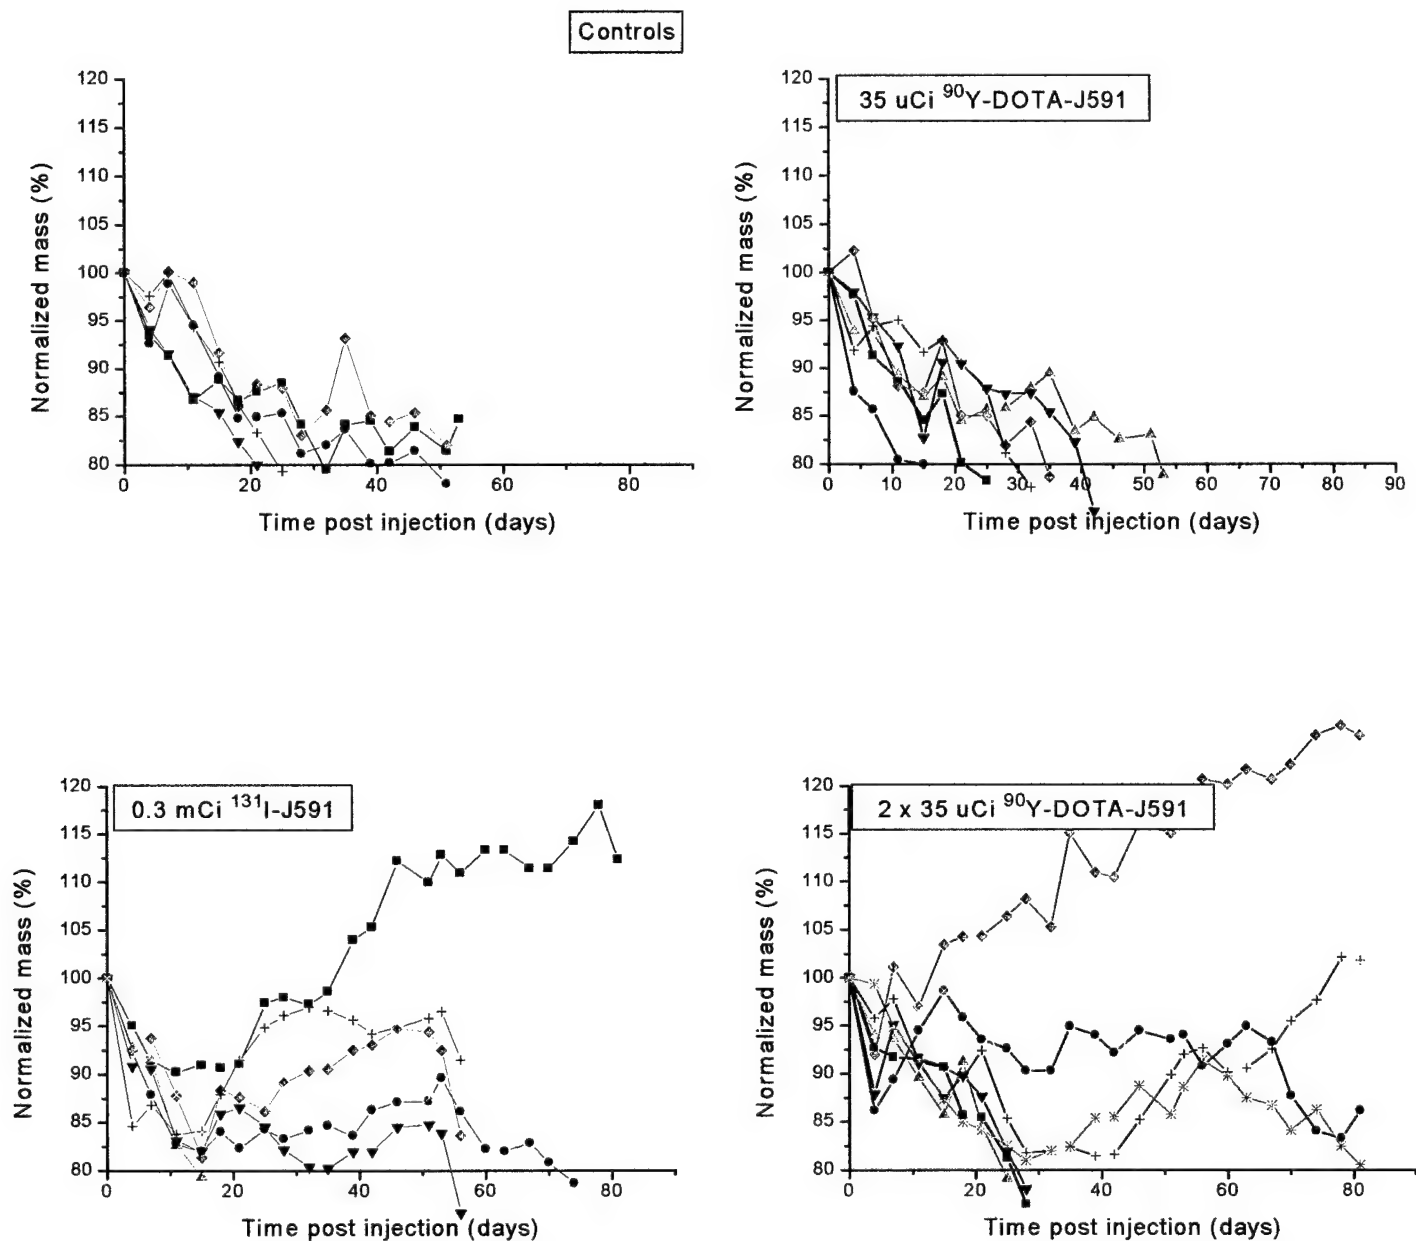 Controls
120
115
110
105
100
95
90
85
80
0 20 40 60 80
Normalized mass (%)
Time post injection (days)
35 uCi ⁹⁰Y-DOTA-J591
120
115
110
105
100
95
90
85
80
0 10 20 30 40 50 60 70 80 90
Normalized mass (%)
Time post injection (days)
0.3 mCi ¹³¹I-J591
120
115
110
105
100
95
90
85
80
0 20 40 60 80
Normalized mass (%)
Time post injection (days)
2 x 35 uCi ⁹⁰Y-DOTA-J591
120
115
110
105
100
95
90
85
80
0 20 40 60 80
Normalized mass (%)
Time post injection (days)